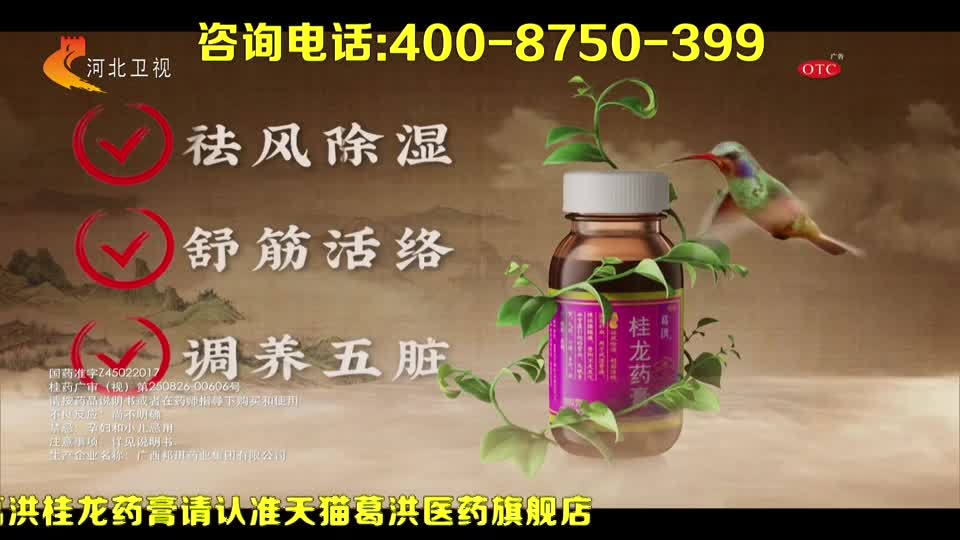 咨询电话:400-8750-399
河北卫视
广告
OTC
祛风除湿
舒筋活络
调养五脏
葛洪
桂龙药膏
国药准字Z45022017
桂药广审（视）第250826-00606号
请按药品说明书或者在药师指导下购买和使用
不良反应：尚不明确
禁忌：孕妇和小儿忌用
注意事项：详见说明书
生产企业名称：广西邦琪药业集团有限公司
葛洪桂龙药膏请认准天猫葛洪医药旗舰店